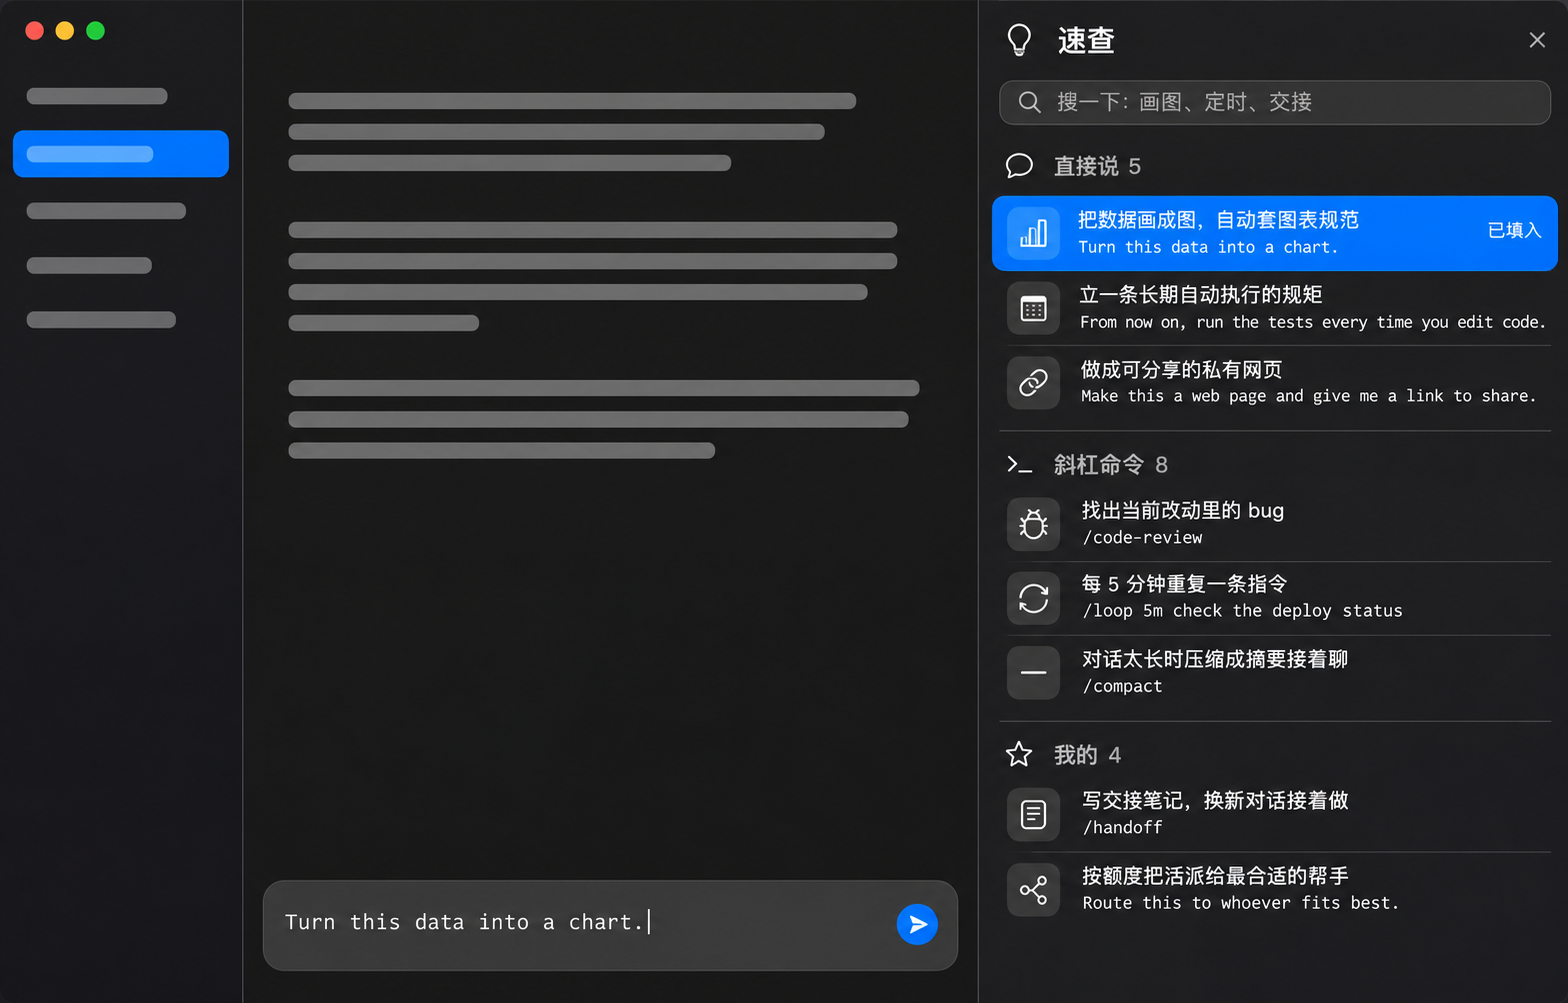 速查
搜一下：画图、定时、交接
直接说 5
把数据画成图，自动套图表规范
已填入
Turn this data into a chart.
立一条长期自动执行的规矩
From now on, run the tests every time you edit code.
做成可分享的私有网页
Make this a web page and give me a link to share.
斜杠命令 8
找出当前改动里的 bug
/code-review
每 5 分钟重复一条指令
/loop 5m check the deploy status
对话太长时压缩成摘要接着聊
/compact
我的 4
写交接笔记，换新对话接着做
/handoff
按额度把活派给最合适的帮手
Route this to whoever fits best.
Turn this data into a chart.